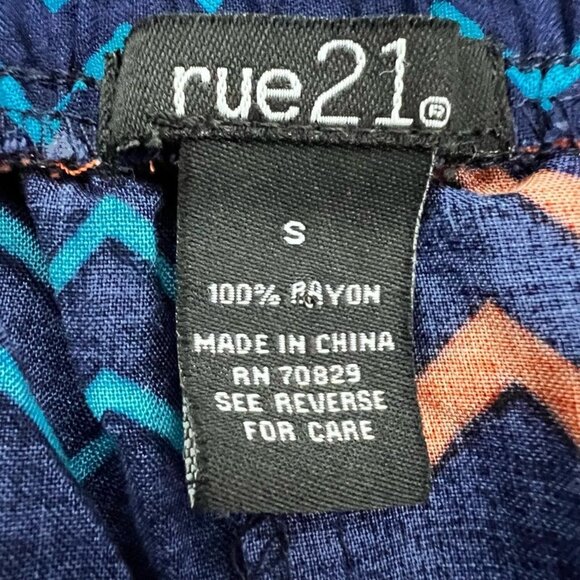 rue21®
S
100% RAYON
MADE IN CHINA
RN 70829
SEE REVERSE
FOR CARE